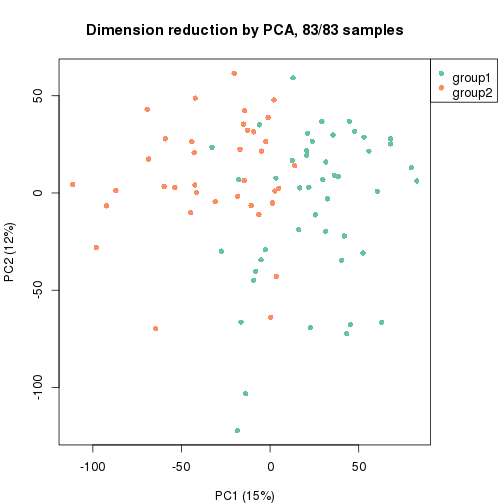 Dimension reduction by PCA, 83/83 samples
group1
group2
50
0
-50
-100
PC2 (12%)
-100
-50
0
50
PC1 (15%)